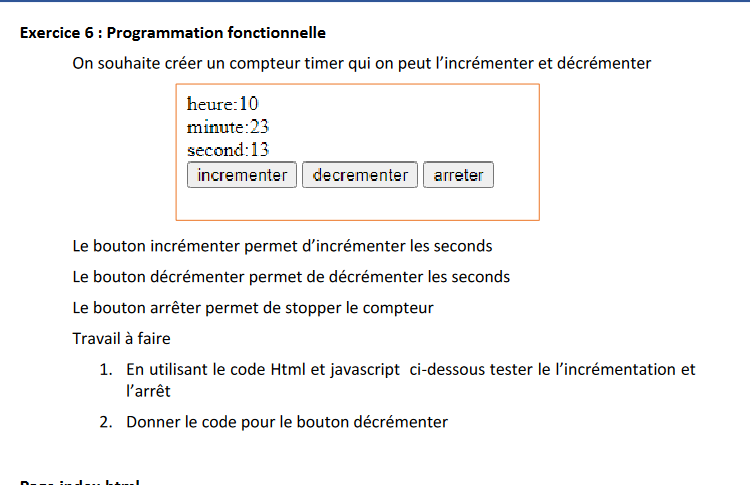 Exercice 6 : Programmation fonctionnelle
On souhaite créer un compteur timer qui on peut l’incrémenter et décrémenter
heure:10
minute:23
second:13
incrementer decrementer arreter
Le bouton incrémenter permet d’incrémenter les seconds
Le bouton décrémenter permet de décrémenter les seconds
Le bouton arrêter permet de stopper le compteur
Travail à faire
1. En utilisant le code Html et javascript ci-dessous tester le l’incrémentation et
l’arrêt
2. Donner le code pour le bouton décrémenter